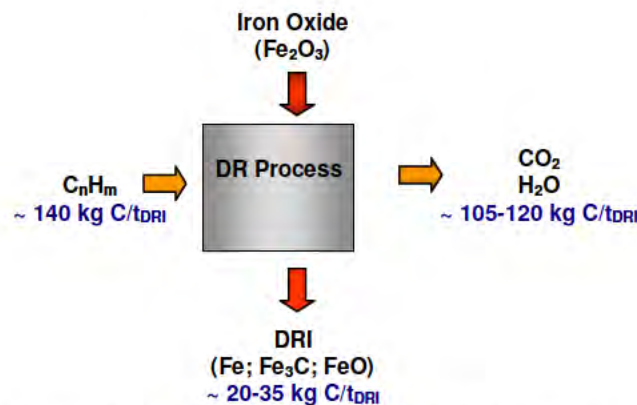 Iron Oxide
(Fe₂O₃)
DR Process
CₙHₘ
~ 140 kg C/tDRI
CO₂
H₂O
~ 105-120 kg C/tDRI
DRI
(Fe; Fe₃C; FeO)
~ 20-35 kg C/tDRI